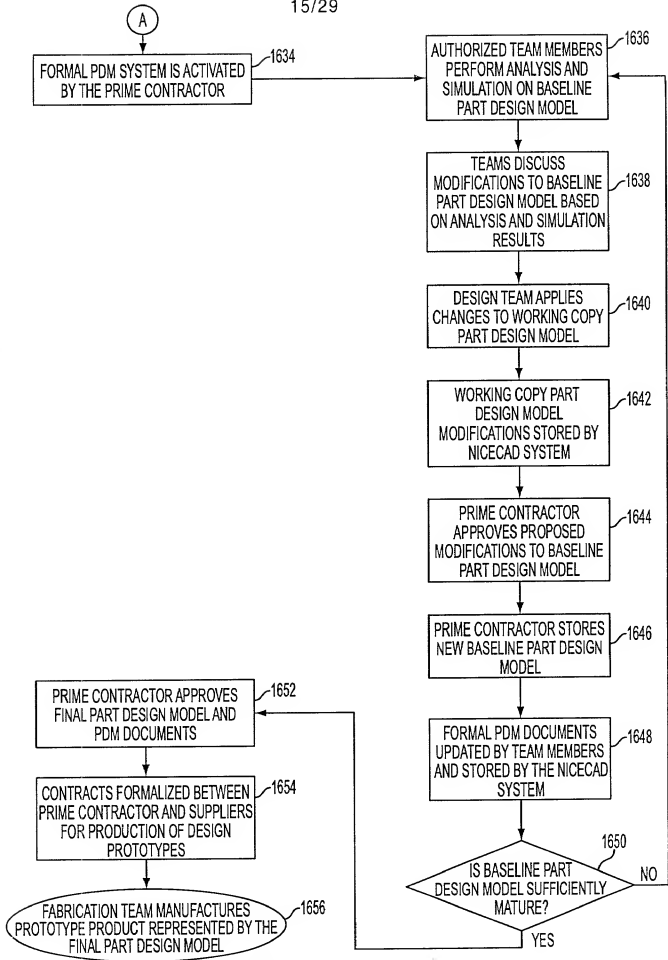 15/29
A
FORMAL PDM SYSTEM IS ACTIVATED
BY THE PRIME CONTRACTOR
1634
AUTHORIZED TEAM MEMBERS
PERFORM ANALYSIS AND
SIMULATION ON BASELINE
PART DESIGN MODEL
1636
TEAMS DISCUSS
MODIFICATIONS TO BASELINE
PART DESIGN MODEL BASED
ON ANALYSIS AND SIMULATION
RESULTS
1638
DESIGN TEAM APPLIES
CHANGES TO WORKING COPY
PART DESIGN MODEL
1640
WORKING COPY PART
DESIGN MODEL
MODIFICATIONS STORED BY
NICECAD SYSTEM
1642
PRIME CONTRACTOR
APPROVES PROPOSED
MODIFICATIONS TO BASELINE
PART DESIGN MODEL
1644
PRIME CONTRACTOR STORES
NEW BASELINE PART DESIGN
MODEL
1646
FORMAL PDM DOCUMENTS
UPDATED BY TEAM MEMBERS
AND STORED BY THE NICECAD
SYSTEM
1648
IS BASELINE PART
DESIGN MODEL SUFFICIENTLY
MATURE?
1650
NO
YES
PRIME CONTRACTOR APPROVES
FINAL PART DESIGN MODEL AND
PDM DOCUMENTS
1652
CONTRACTS FORMALIZED BETWEEN
PRIME CONTRACTOR AND SUPPLIERS
FOR PRODUCTION OF DESIGN
PROTOTYPES
1654
FABRICATION TEAM MANUFACTURES
PROTOTYPE PRODUCT REPRESENTED BY THE
FINAL PART DESIGN MODEL
1656